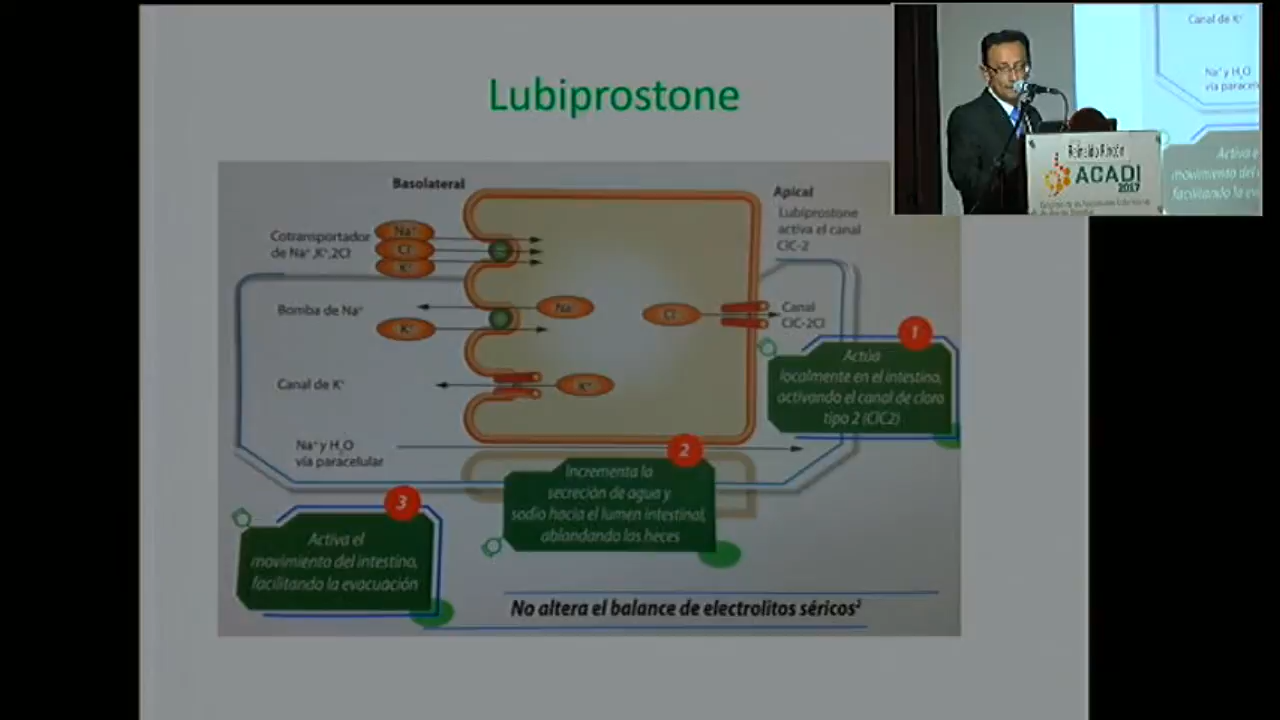 Lubiprostone
Basolateral
Apical
Lubiprostone
activa el canal
ClC-2
Cotransportador
de Na⁺,K⁺,2Cl
Na⁺
Cl
K⁺
Bomba de Na⁺
Na
K⁺
Cl
Canal
ClC-2Cl
Canal de K⁺
K⁺
Na⁺ y H₂O
vía paracelular
1
Actúa
localmente en el intestino,
activando el canal de cloro
tipo 2 (ClC2)
2
Incrementa la
secreción de agua y
sodio hacia el lumen intestinal,
ablandando las heces
3
Activa el
movimiento del intestino,
facilitando la evacuación
No altera el balance de electrolitos séricos²
Canal de K⁺
Na⁺ y H₂O
vía paracel
Activa e
movimiento del
facilitando la ev
Reinaldo Rincón
ACADI
2017